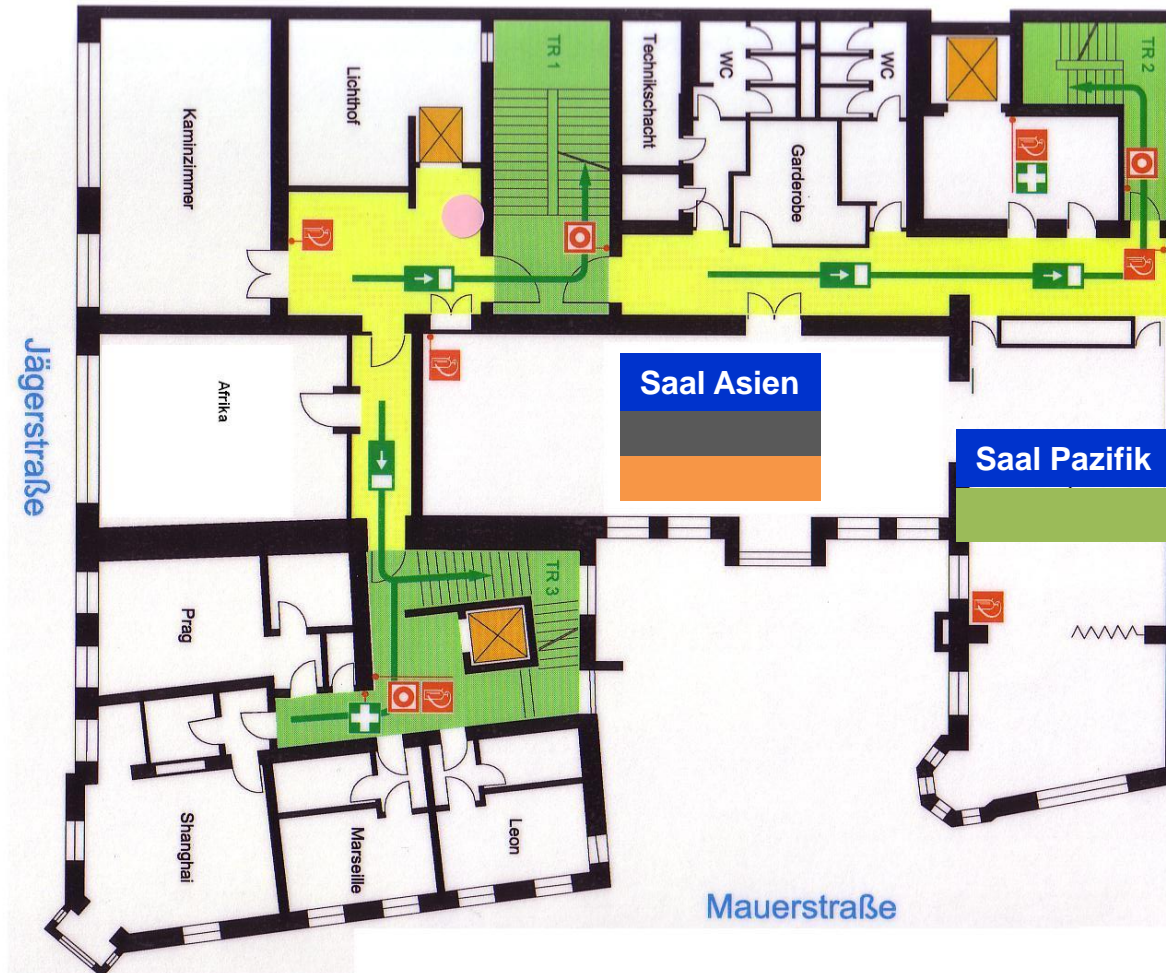 TR 1
TR 2
Lichthof
Technikschacht
WC
WC
Kaminzimmer
Garderobe
Jägerstraße
Afrika
Saal Asien
Saal Pazifik
TR 3
Prag
Shanghai
Marseille
Leon
Mauerstraße